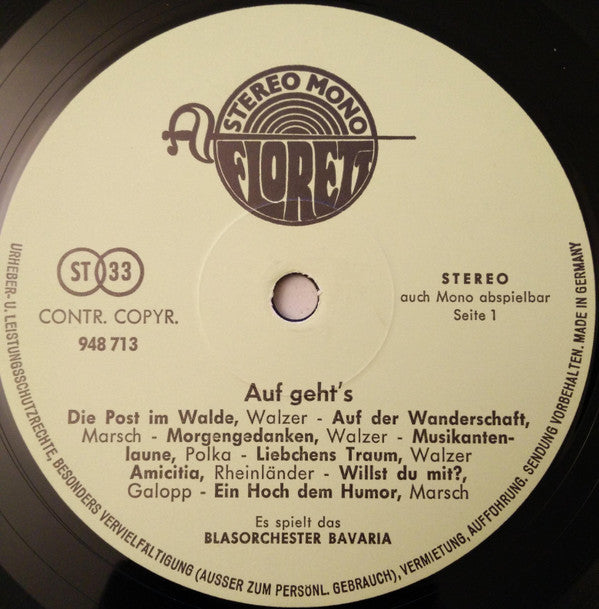 STEREO MONO
FLORETT
ST 33
CONTR. COPYR.
948 713
STEREO
auch Mono abspielbar
Seite 1
Auf geht's
Die Post im Walde, Walzer - Auf der Wanderschaft,
Marsch - Morgengedanken, Walzer - Musikanten-
laune, Polka - Liebchens Traum, Walzer
Amicitia, Rheinländer - Willst du mit?,
Galopp - Ein Hoch dem Humor, Marsch
Es spielt das
BLASORCHESTER BAVARIA
URHEBER- U. LEISTUNGSSCHUTZRECHTE, BESONDERS VERVIELFÄLTIGUNG (AUSSER ZUM PERSÖNL. GEBRAUCH), VERMIETUNG, AUFFÜHRUNG. SENDUNG VORBEHALTEN. MADE IN GERMANY